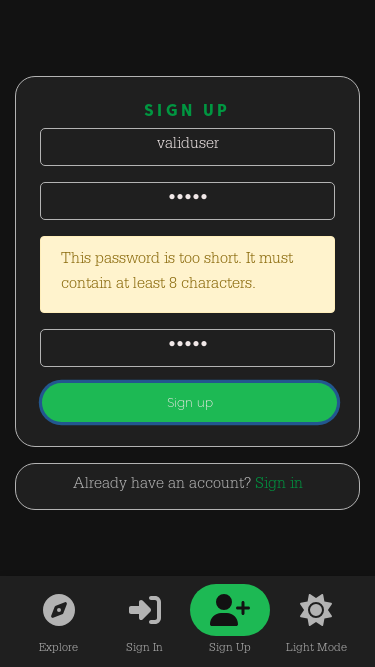 SIGN UP
validuser
•••••
This password is too short. It must
contain at least 8 characters.
•••••
Sign up
Already have an account? Sign in
Explore
Sign In
Sign Up
Light Mode